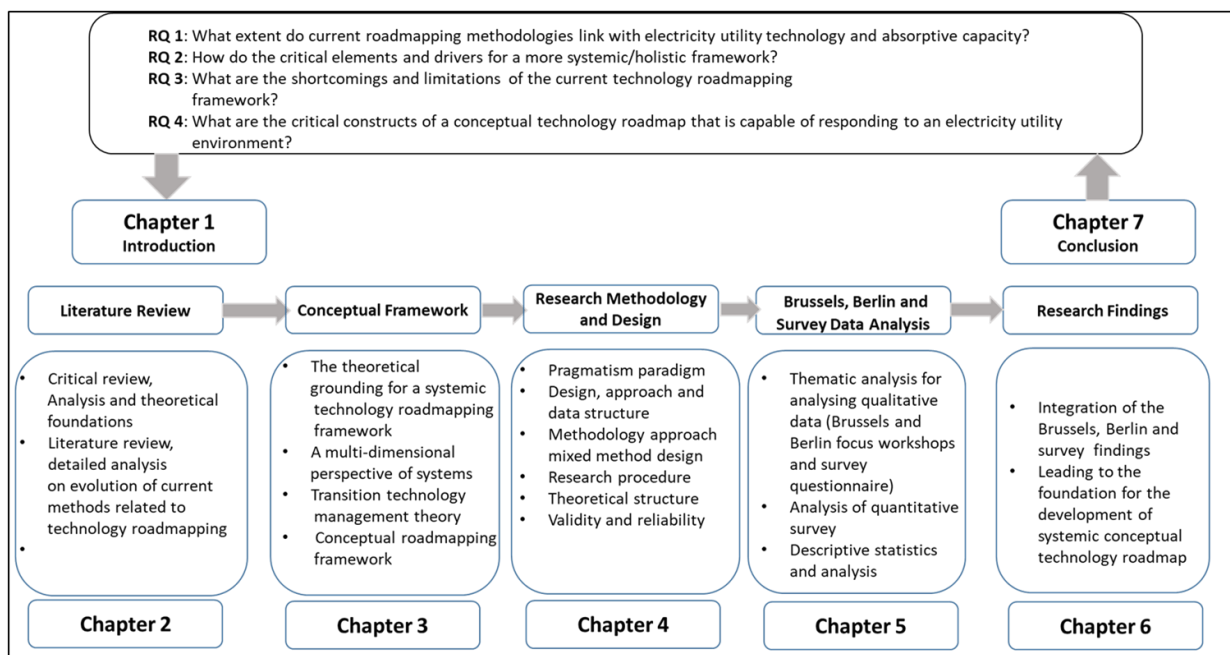 RQ 1: What extent do current roadmapping methodologies link with electricity utility technology and absorptive capacity?
RQ 2: How do the critical elements and drivers for a more systemic/holistic framework?
RQ 3: What are the shortcomings and limitations of the current technology roadmapping
framework?
RQ 4: What are the critical constructs of a conceptual technology roadmap that is capable of responding to an electricity utility
environment?
Chapter 1
Introduction
Chapter 7
Conclusion
Literature Review
Conceptual Framework
Research Methodology
and Design
Brussels, Berlin and
Survey Data Analysis
Research Findings
• Critical review,
Analysis and theoretical
foundations
• Literature review,
detailed analysis
on evolution of current
methods related to
technology roadmapping
•
• The theoretical
grounding for a systemic
technology roadmapping
framework
• A multi-dimensional
perspective of systems
• Transition technology
management theory
• Conceptual roadmapping
framework
• Pragmatism paradigm
• Design, approach and
data structure
• Methodology approach
mixed method design
• Research procedure
• Theoretical structure
• Validity and reliability
• Thematic analysis for
analysing qualitative
data (Brussels and
Berlin focus workshops
and survey
questionnaire)
• Analysis of quantitative
survey
• Descriptive statistics
and analysis
• Integration of the
Brussels, Berlin and
survey findings
• Leading to the
foundation for the
development of
systemic conceptual
technology roadmap
Chapter 2
Chapter 3
Chapter 4
Chapter 5
Chapter 6